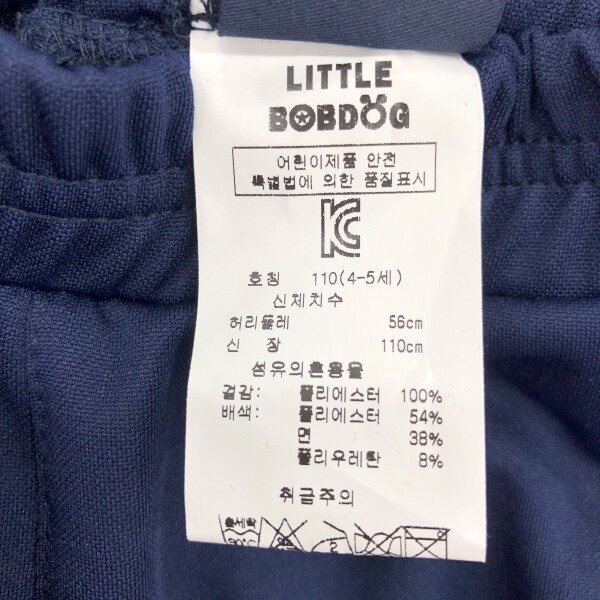 LITTLE
BOBDOG
어린이제품 안전
특별법에 의한 품질표시
KC
호칭 110(4-5세)
신체치수
허리둘레 56cm
신 장 110cm
섬유의혼용율
겉감: 폴리에스터 100%
배색: 폴리에스터 54%
면 38%
폴리우레탄 8%
취급주의